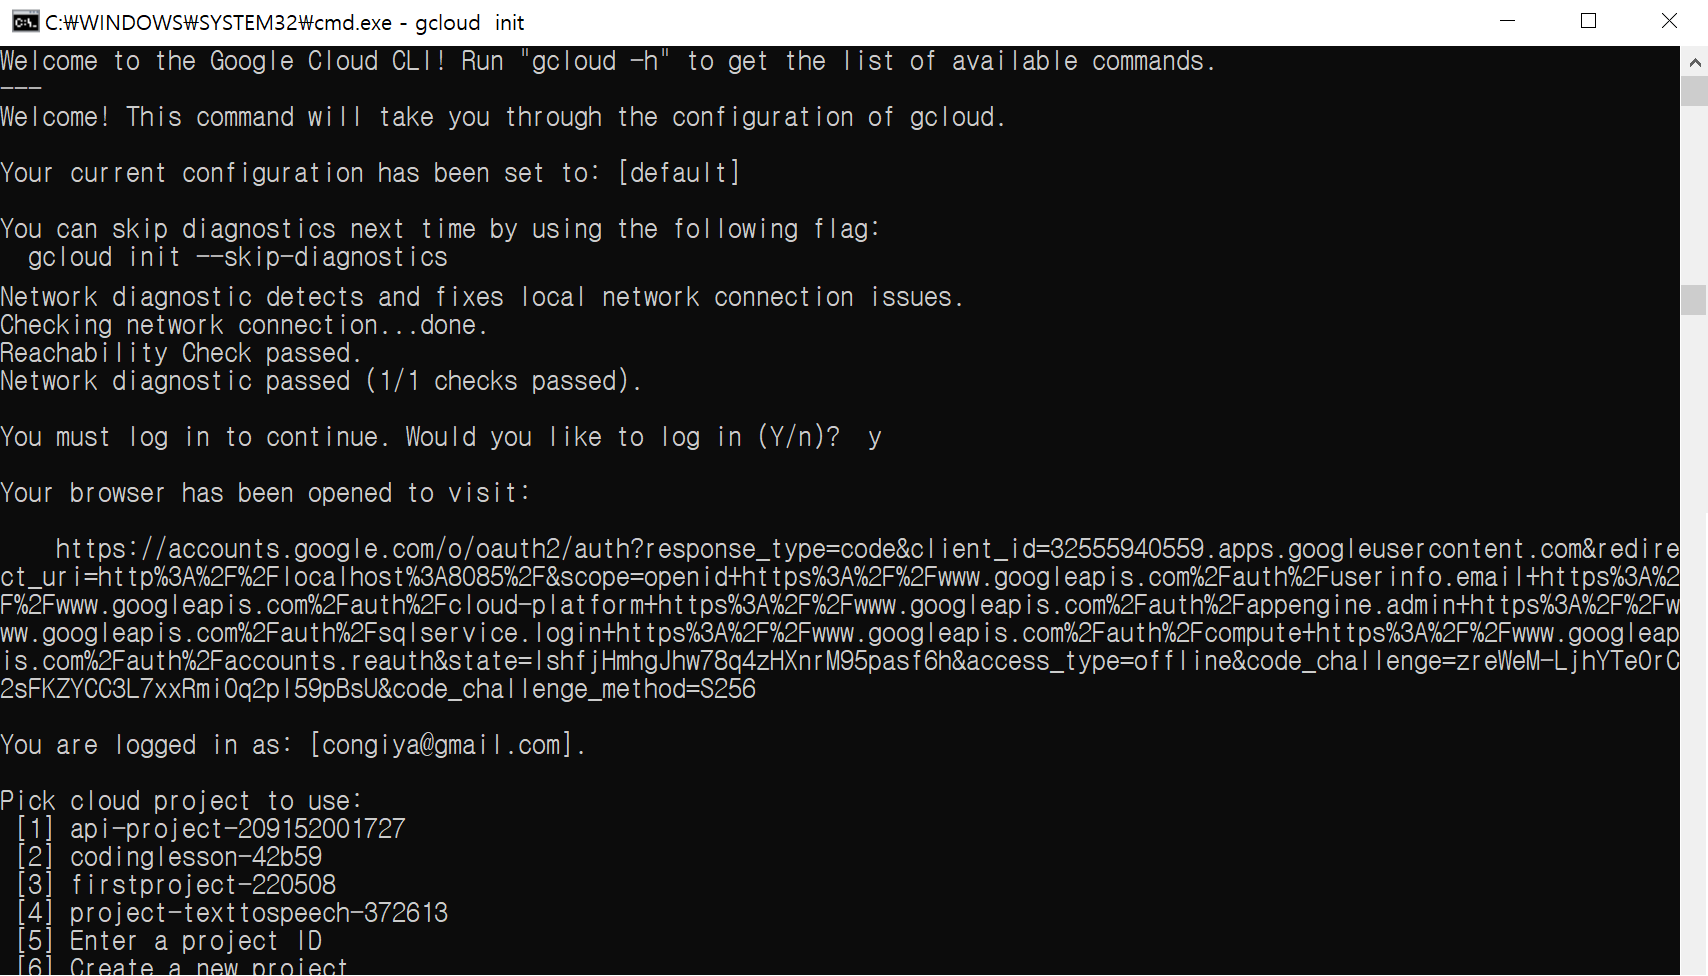 C:₩WINDOWS₩SYSTEM32₩cmd.exe - gcloud  init
Welcome to the Google Cloud CLI! Run "gcloud -h" to get the list of available commands.
---
Welcome! This command will take you through the configuration of gcloud.
Your current configuration has been set to: [default]
You can skip diagnostics next time by using the following flag:
  gcloud init --skip-diagnostics
Network diagnostic detects and fixes local network connection issues.
Checking network connection...done.
Reachability Check passed.
Network diagnostic passed (1/1 checks passed).
You must log in to continue. Would you like to log in (Y/n)?  y
Your browser has been opened to visit:
    https://accounts.google.com/o/oauth2/auth?response_type=code&client_id=32555940559.apps.googleusercontent.com&redire
ct_uri=http%3A%2F%2Flocalhost%3A8085%2F&scope=openid+https%3A%2F%2Fwww.googleapis.com%2Fauth%2Fuserinfo.email+https%3A%2
F%2Fwww.googleapis.com%2Fauth%2Fcloud-platform+https%3A%2F%2Fwww.googleapis.com%2Fauth%2Fappengine.admin+https%3A%2F%2Fw
ww.googleapis.com%2Fauth%2Fsqlservice.login+https%3A%2F%2Fwww.googleapis.com%2Fauth%2Fcompute+https%3A%2F%2Fwww.googleap
is.com%2Fauth%2Faccounts.reauth&state=lshfjHmhgJhw78q4zHXnrM95pasf6h&access_type=offline&code_challenge=zreWeM-LjhYTe0rC
2sFKZYCC3L7xxRmi0q2pl59pBsU&code_challenge_method=S256
You are logged in as: [congiya@gmail.com].
Pick cloud project to use:
 [1] api-project-209152001727
 [2] codinglesson-42b59
 [3] firstproject-220508
 [4] project-texttospeech-372613
 [5] Enter a project ID
 [6] Create a new project